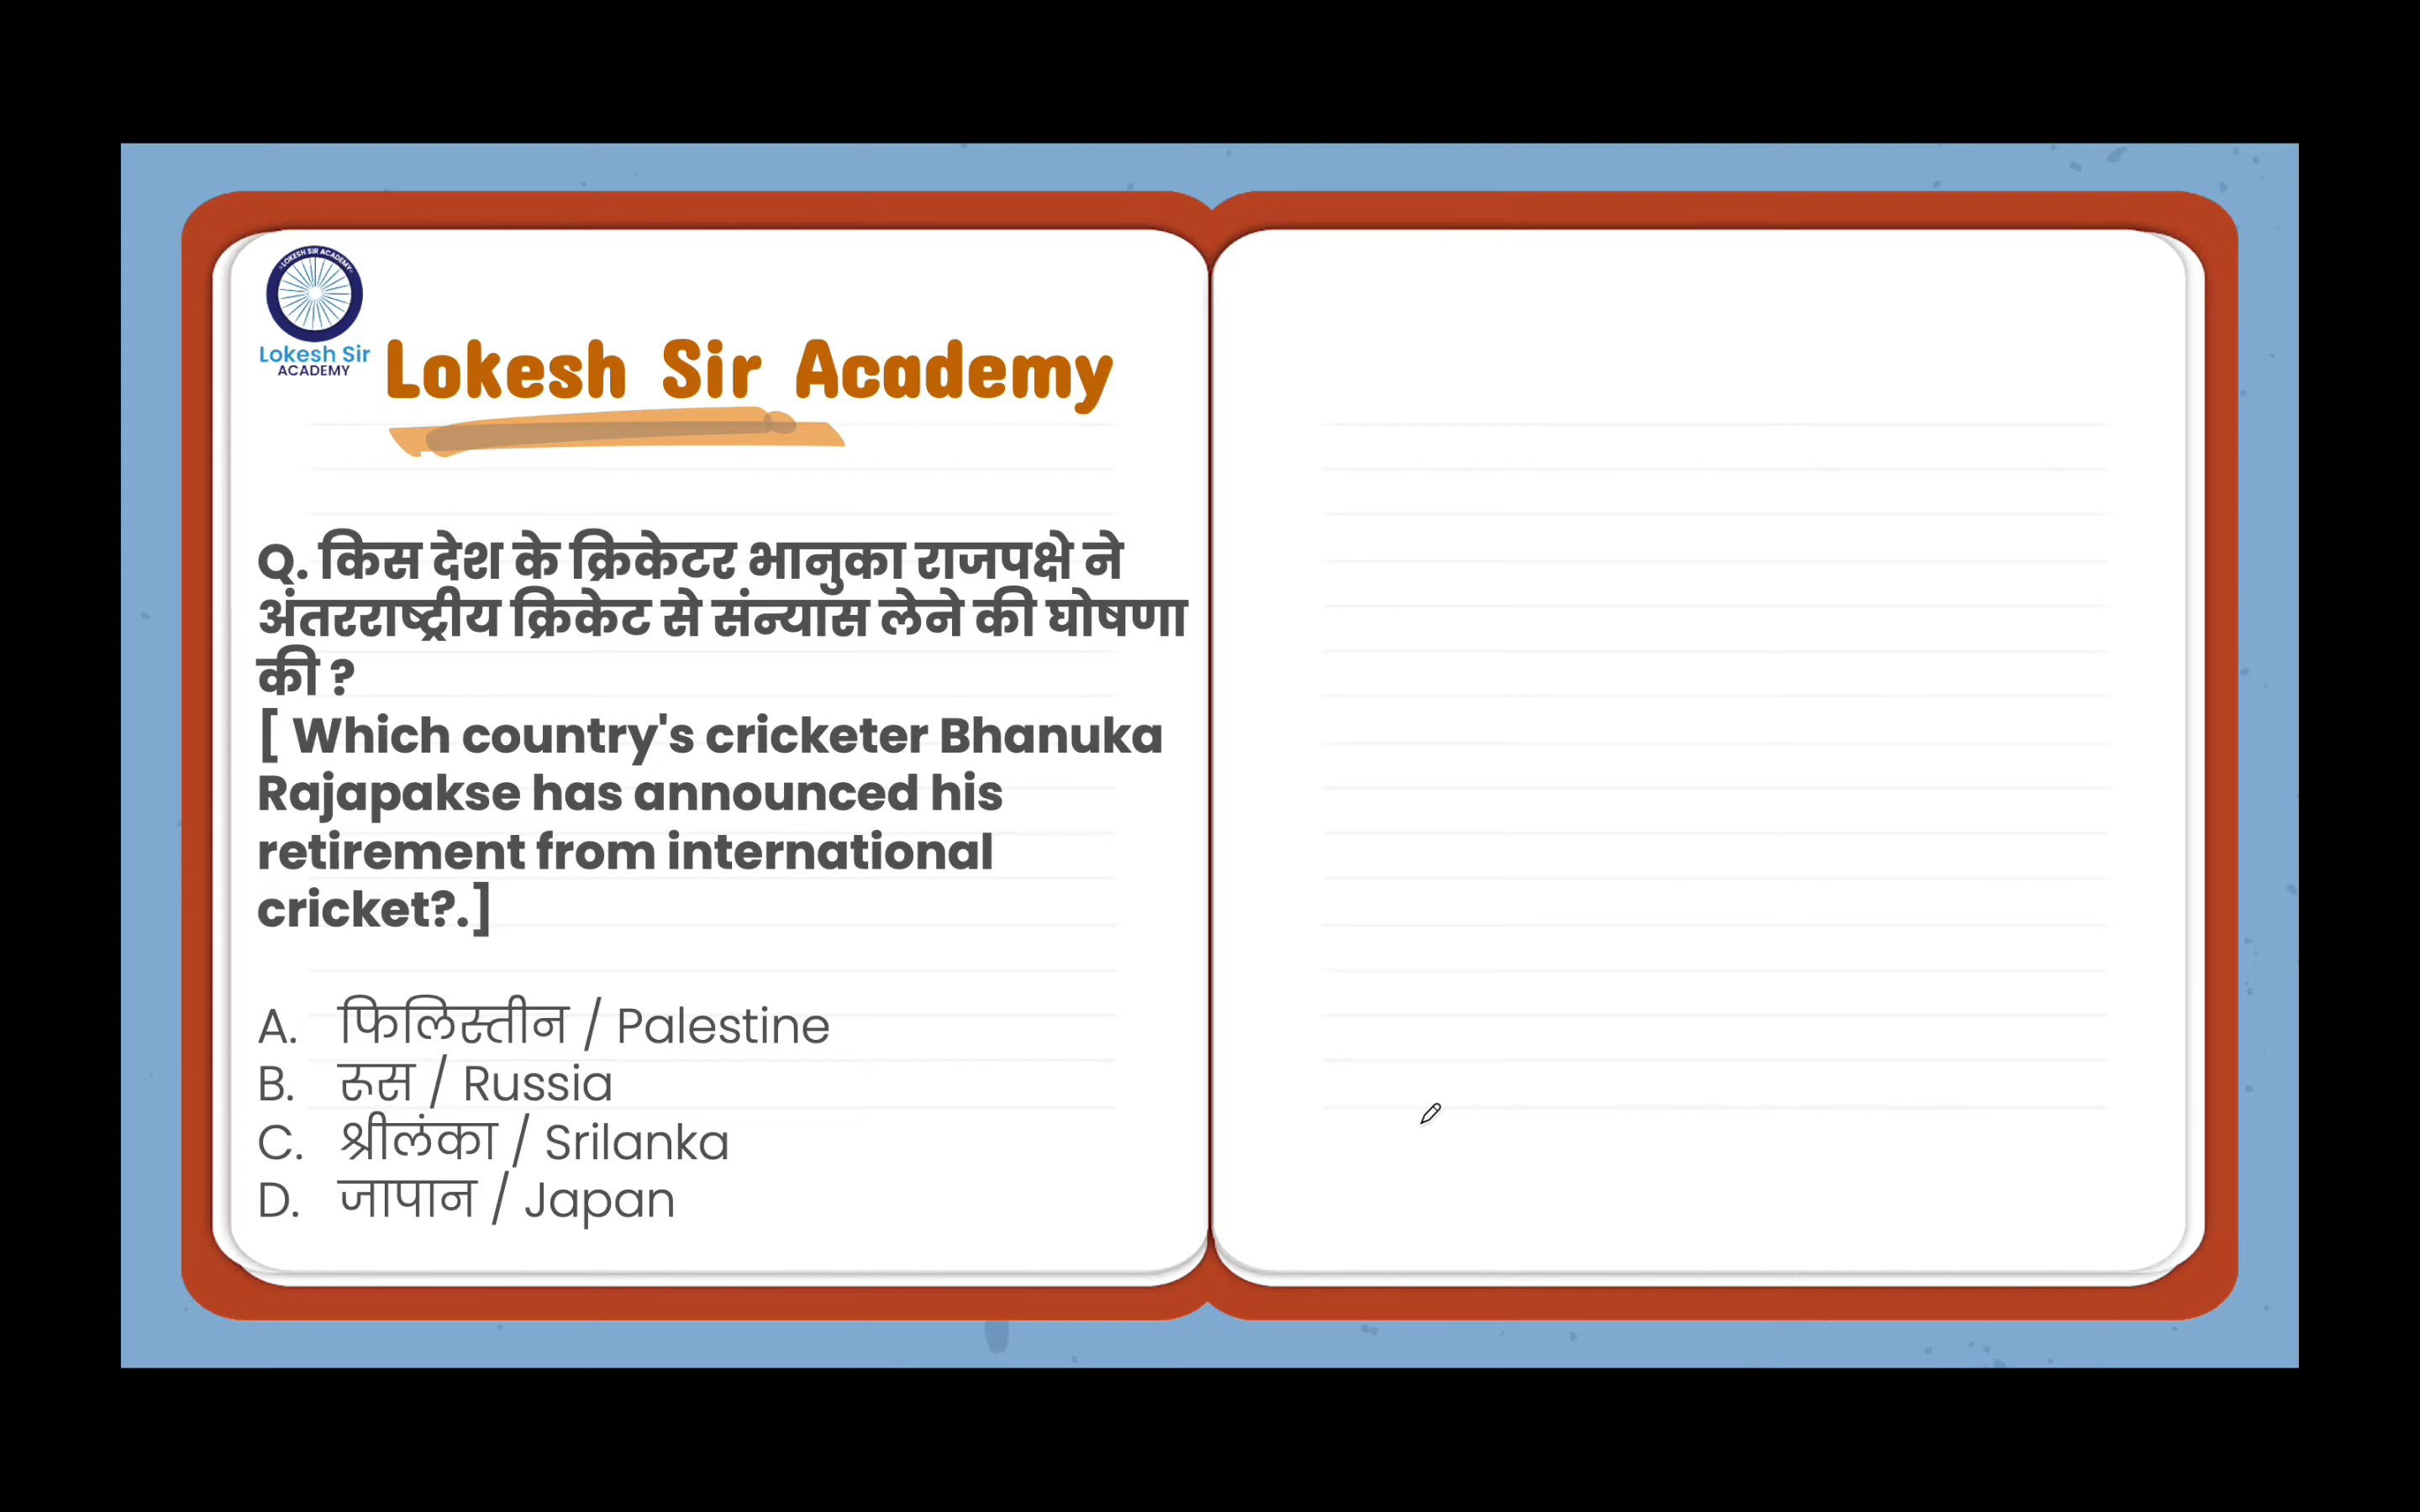 LOKESH SIR ACADEMY
Lokesh Sir
ACADEMY
Lokesh Sir Academy
Q. किस देश के क्रिकेटर भानुका राजपक्षे ने
अंतरराष्ट्रीय क्रिकेट से संन्यास लेने की घोषणा
की ?
[ Which country's cricketer Bhanuka
Rajapakse has announced his
retirement from international
cricket?.]
A. फिलिस्तीन / Palestine
B. रूस / Russia
C. श्रीलंका / Srilanka
D. जापान / Japan